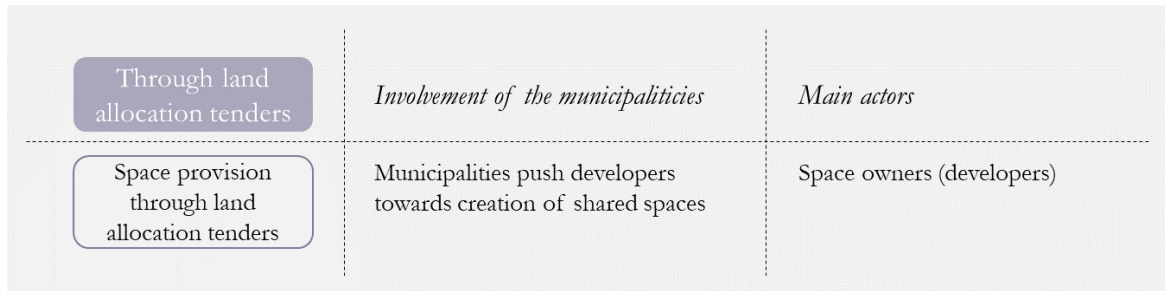 Through land
allocation tenders
Involvement of the municipaliticies
Main actors
Space provision
through land
allocation tenders
Municipalities push developers
towards creation of shared spaces
Space owners (developers)